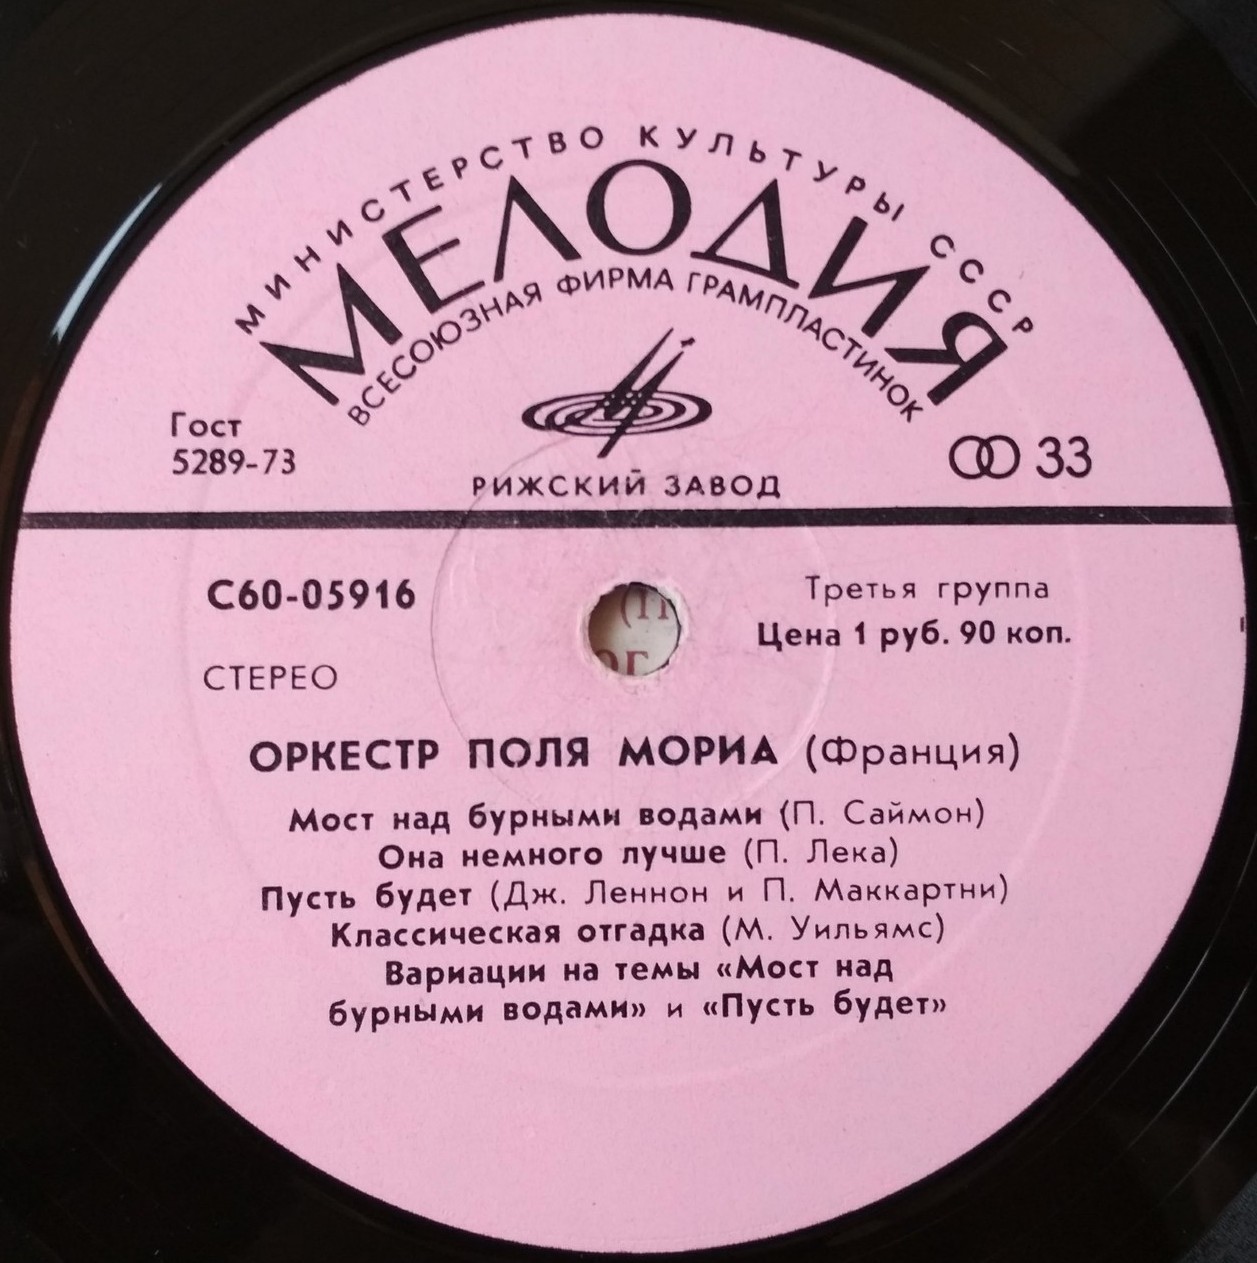 МИНИСТЕРСТВО КУЛЬТУРЫ СССР
МЕЛОДИЯ
ВСЕСОЮЗНАЯ ФИРМА ГРАМПЛАСТИНОК
Гост
5289-73
33
РИЖСКИЙ ЗАВОД
С60-05916
Третья группа
Цена 1 руб. 90 коп.
СТЕРЕО
ОРКЕСТР ПОЛЯ МОРИА (Франция)
Мост над бурными водами (П. Саймон)
Она немного лучше (П. Лека)
Пусть будет (Дж. Леннон и П. Маккартни)
Классическая отгадка (М. Уильямс)
Вариации на темы «Мост над
бурными водами» и «Пусть будет»